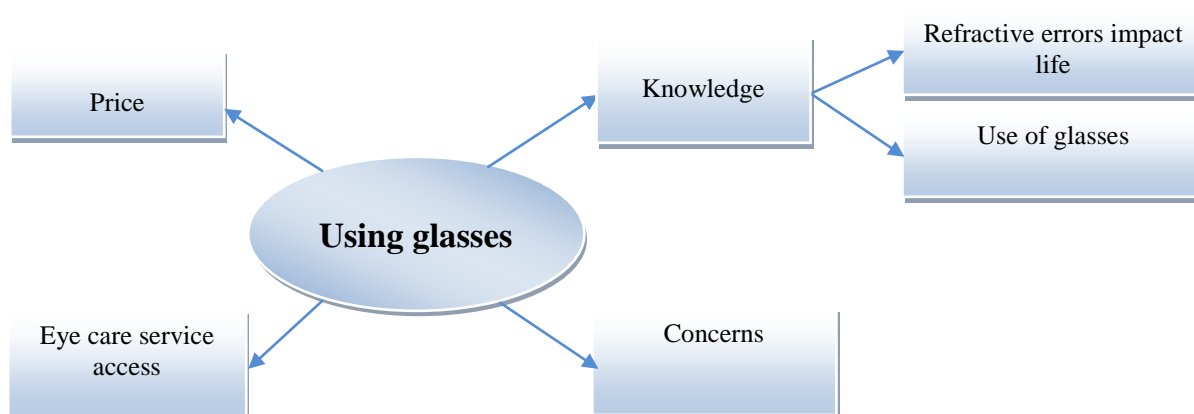 Refractive errors impact
life
Price
Knowledge
Use of glasses
Using glasses
Eye care service
access
Concerns